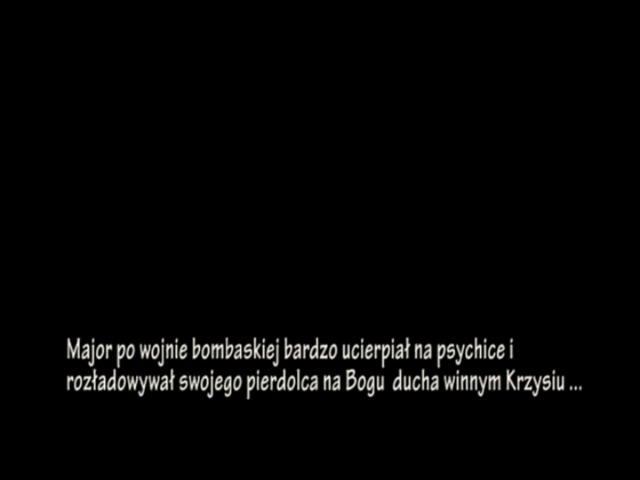 Major po wojnie bombaskiej bardzo ucierpiał na psychice i
rozładowywał swojego pierdolca na Bogu ducha winnym Krzysiu ...